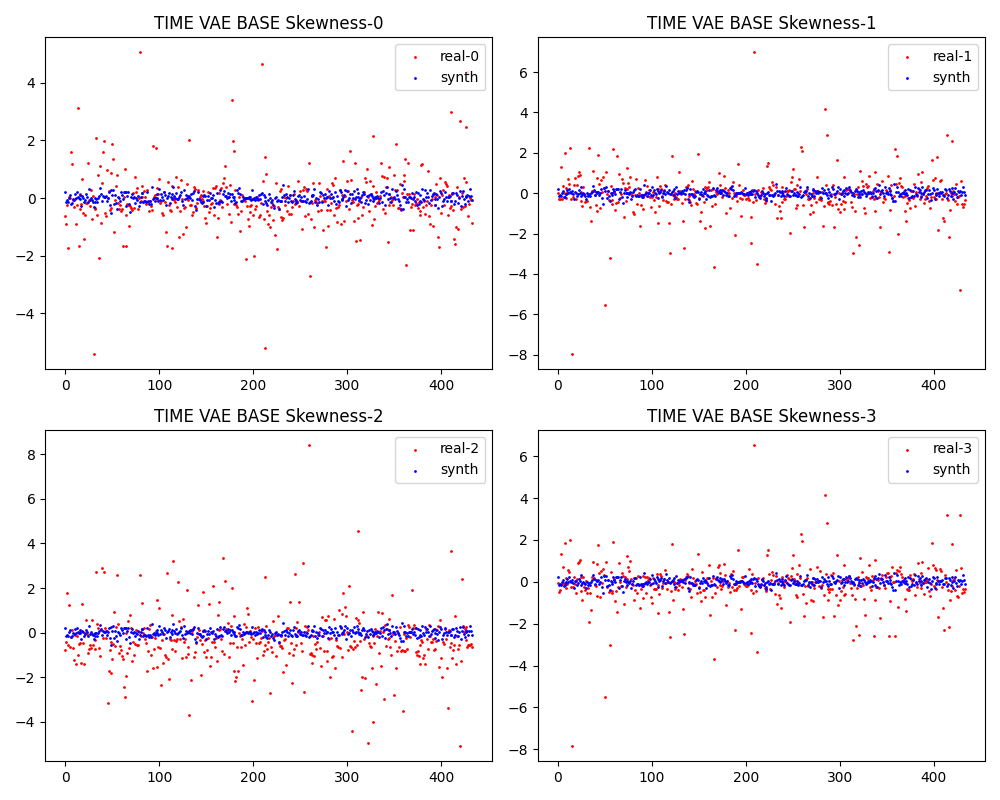 TIME VAE BASE Skewness-0
real-0
synth
4
2
0
−2
−4
0 100 200 300 400
TIME VAE BASE Skewness-1
real-1
synth
6
4
2
0
−2
−4
−6
−8
0 100 200 300 400
TIME VAE BASE Skewness-2
real-2
synth
8
6
4
2
0
−2
−4
0 100 200 300 400
TIME VAE BASE Skewness-3
real-3
synth
6
4
2
0
−2
−4
−6
−8
0 100 200 300 400